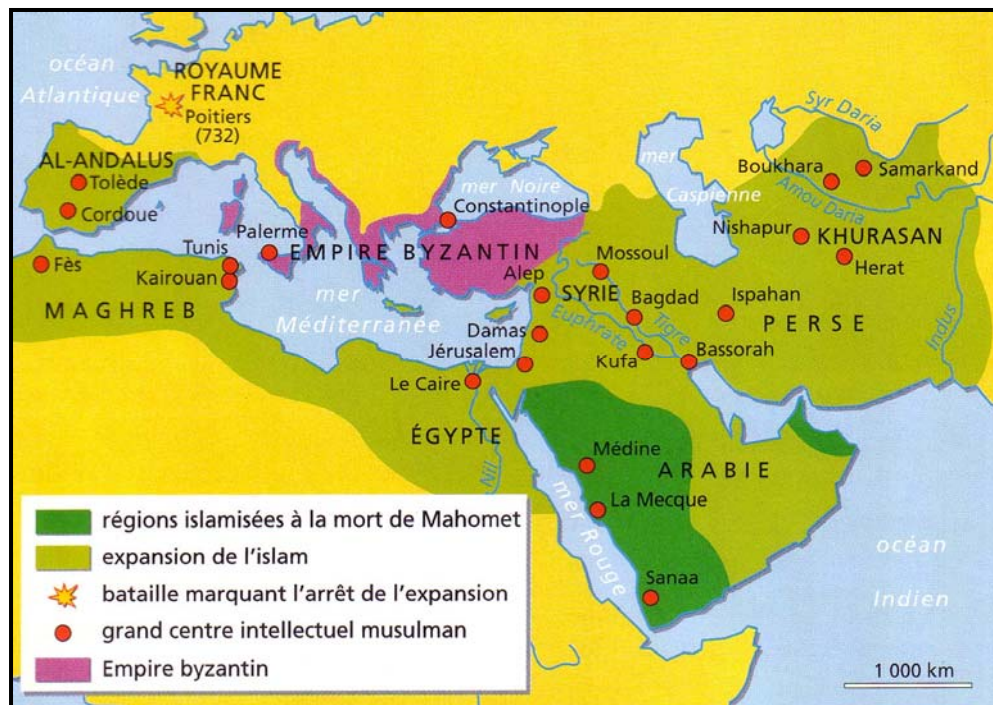 océan
Atlantique
ROYAUME
FRANC
Poitiers
(732)
AL-ANDALUS
Tolède
Cordoue
Fès
MAGHREB
Tunis
Kairouan
Palerme
EMPIRE BYZANTIN
mer Noire
Constantinople
mer
Méditerranée
mer
Caspienne
Syr Daria
Boukhara
Samarkand
Amou Daria
Nishapur
KHURASAN
Herat
Mossoul
Alep
SYRIE
Bagdad
Ispahan
PERSE
Indus
Euphrate
Tigre
Damas
Jérusalem
Kufa
Bassorah
Le Caire
ÉGYPTE
Nil
Médine
ARABIE
La Mecque
mer Rouge
Sanaa
océan
Indien
régions islamisées à la mort de Mahomet
expansion de l'islam
bataille marquant l'arrêt de l'expansion
grand centre intellectuel musulman
Empire byzantin
1 000 km